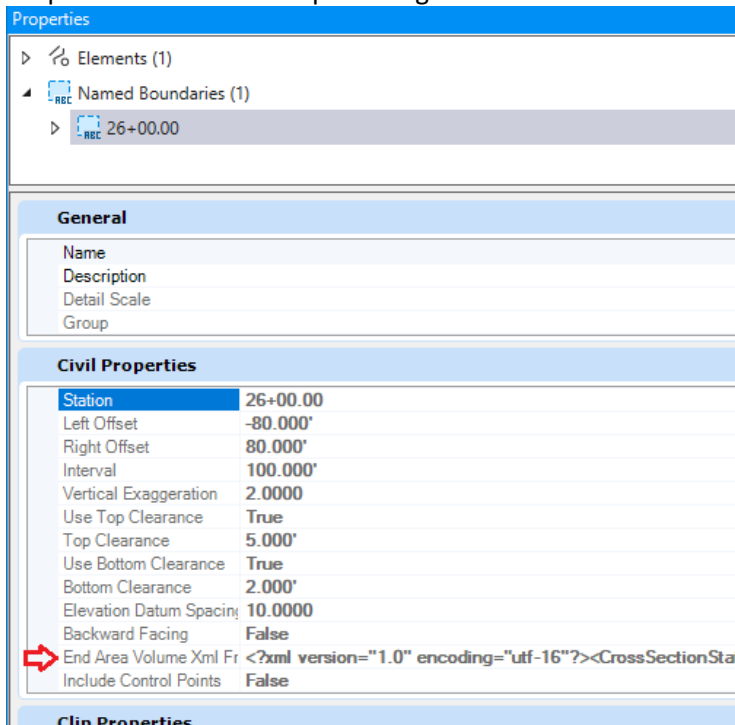 Properties
Elements (1)
Named Boundaries (1)
ABC 26+00.00
General
Name
Description
Detail Scale
Group
Civil Properties
Station 26+00.00
Left Offset -80.000'
Right Offset 80.000'
Interval 100.000'
Vertical Exaggeration 2.0000
Use Top Clearance True
Top Clearance 5.000'
Use Bottom Clearance True
Bottom Clearance 2.000'
Elevation Datum Spacing 10.0000
Backward Facing False
End Area Volume Xml Fr <?xml version="1.0" encoding="utf-16"?><CrossSectionSta
Include Control Points False
Clip Properties